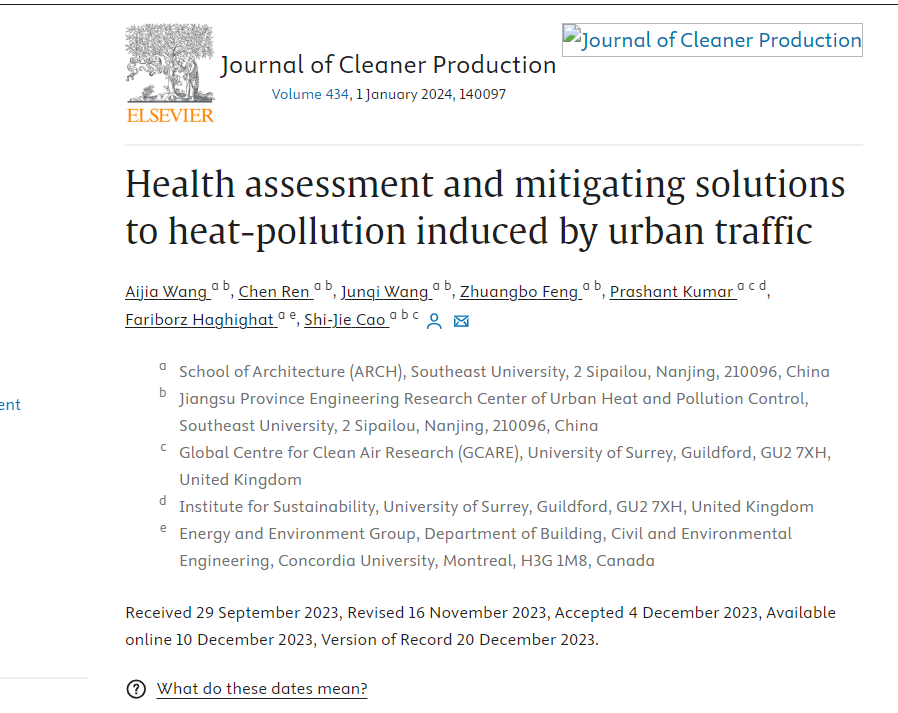 Journal of Cleaner Production
Journal of Cleaner Production
Volume 434, 1 January 2024, 140097
ELSEVIER
Health assessment and mitigating solutions
to heat-pollution induced by urban traffic
Aijia Wang a b, Chen Ren a b, Junqi Wang a b, Zhuangbo Feng a b, Prashant Kumar a c d,
Fariborz Haghighat a e, Shi-Jie Cao a b c
a School of Architecture (ARCH), Southeast University, 2 Sipailou, Nanjing, 210096, China
b Jiangsu Province Engineering Research Center of Urban Heat and Pollution Control,
Southeast University, 2 Sipailou, Nanjing, 210096, China
c Global Centre for Clean Air Research (GCARE), University of Surrey, Guildford, GU2 7XH,
United Kingdom
d Institute for Sustainability, University of Surrey, Guildford, GU2 7XH, United Kingdom
ent
e Energy and Environment Group, Department of Building, Civil and Environmental
Engineering, Concordia University, Montreal, H3G 1M8, Canada
Received 29 September 2023, Revised 16 November 2023, Accepted 4 December 2023, Available
online 10 December 2023, Version of Record 20 December 2023.
? What do these dates mean?